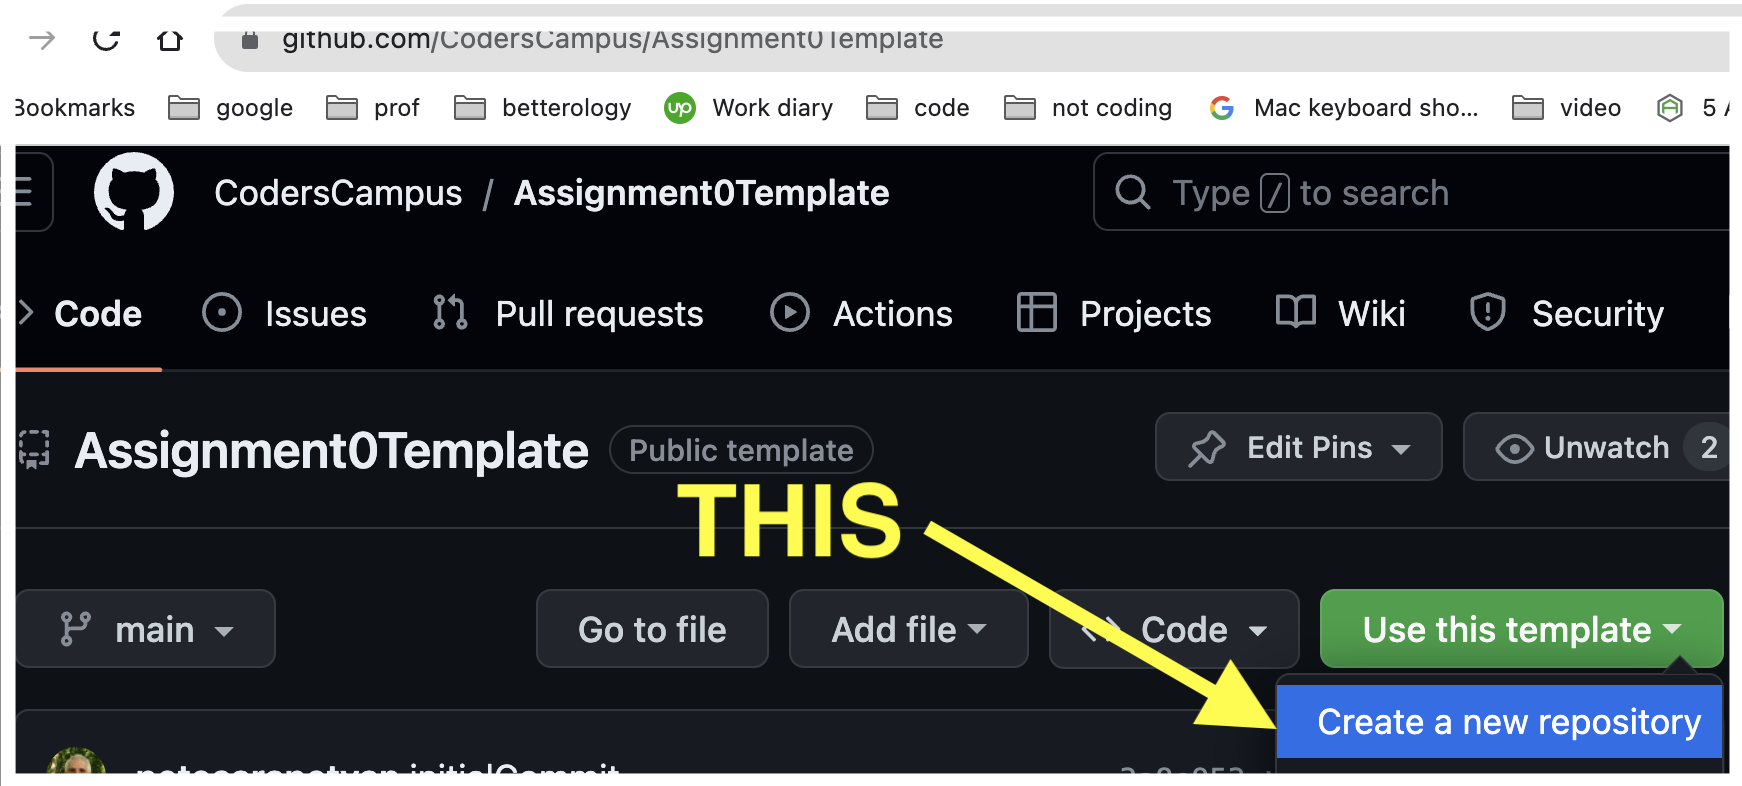 github.com/CodersCampus/Assignment0Template
Bookmarks google prof betterology up Work diary code not coding Mac keyboard sho... video 5
CodersCampus / Assignment0Template Type / to search
Code Issues Pull requests Actions Projects Wiki Security
Assignment0Template Public template Edit Pins Unwatch 2
THIS
main Go to file Add file Code Use this template
Create a new repository
initialCommit